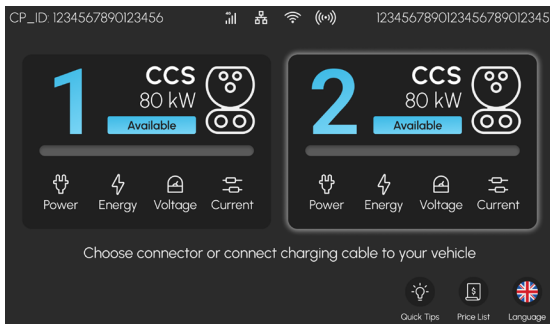 CP_ID: 1234567890123456 1234567890123456789012345
1 CCS
80 kW
Available
2 CCS
80 kW
Available
Power Energy Voltage Current
Power Energy Voltage Current
Choose connector or connect charging cable to your vehicle
Quick Tips Price List Language